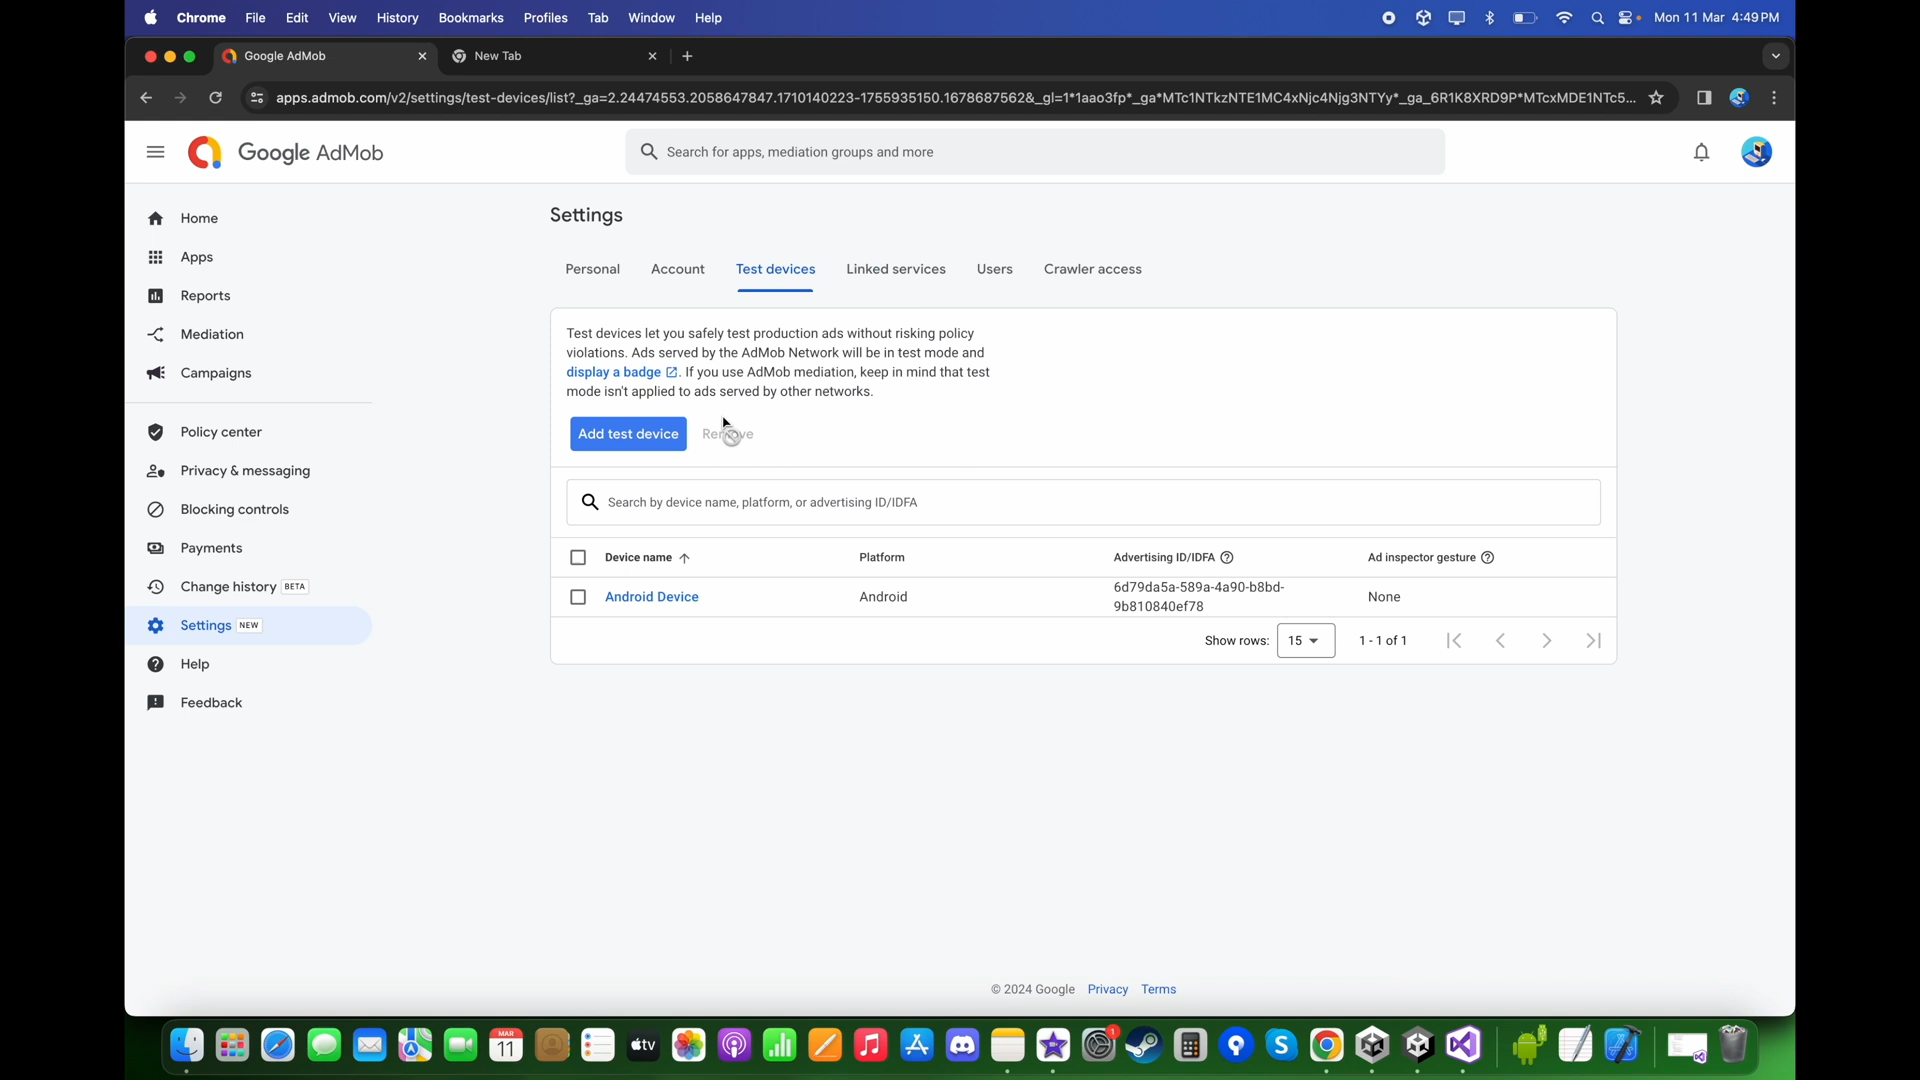 Chrome File Edit View History Bookmarks Profiles Tab Window Help Mon 11 Mar 4:49 PM
Google AdMob New Tab
apps.admob.com/v2/settings/test-devices/list?_ga=2.24474553.2058647847.1710140223-1755935150.1678687562&_gl=1*1aao3fp*_ga*MTc1NTkzNTE1MC4xNjc4Njg3NTYy*_ga_6R1K8XRD9P*MTcxMDE1NTc5...
Google AdMob Search for apps, mediation groups and more
Home
Apps
Reports
Mediation
Campaigns
Policy center
Privacy & messaging
Blocking controls
Payments
Change history BETA
Settings NEW
Help
Feedback
Settings
Personal Account Test devices Linked services Users Crawler access
Test devices let you safely test production ads without risking policy
violations. Ads served by the AdMob Network will be in test mode and
display a badge. If you use AdMob mediation, keep in mind that test
mode isn't applied to ads served by other networks.
Add test device Remove
Search by device name, platform, or advertising ID/IDFA
Device name Platform Advertising ID/IDFA Ad inspector gesture
Android Device Android 6d79da5a-589a-4a90-b8bd-
9b810840ef78 None
Show rows: 15 1 - 1 of 1
© 2024 Google Privacy Terms
MAR
11
tv
1